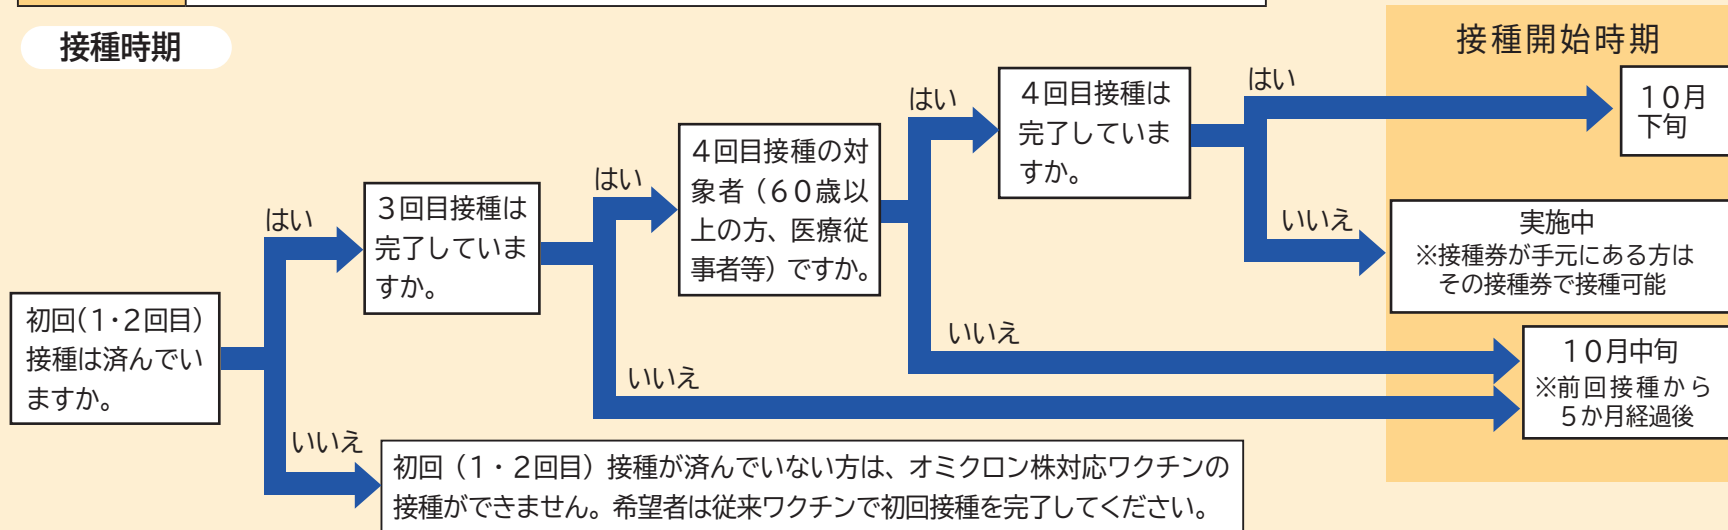 接種時期
接種開始時期
初回(1・2回目)
接種は済んでい
ますか。
はい
いいえ
3回目接種は
完了していま
すか。
はい
いいえ
4回目接種の対
象者(60歳以
上の方、医療従
事者等)ですか。
はい
いいえ
4回目接種は
完了していま
すか。
はい
いいえ
10月
下旬
実施中
※接種券が手元にある方は
その接種券で接種可能
10月中旬
※前回接種から
5か月経過後
初回(1・2回目)接種が済んでいない方は、オミクロン株対応ワクチンの
接種ができません。希望者は従来ワクチンで初回接種を完了してください。